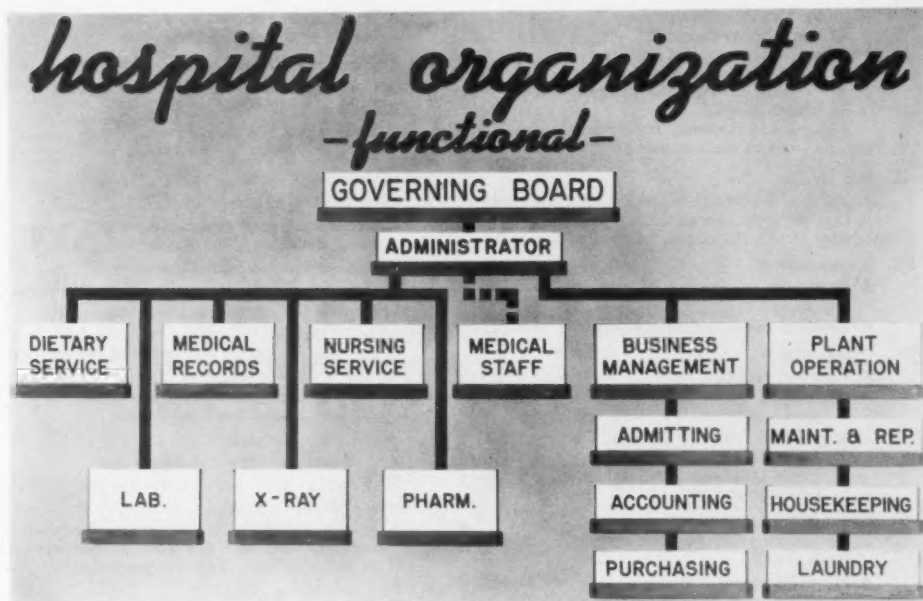 hospital organization
-functional-
GOVERNING BOARD
ADMINISTRATOR
DIETARY
SERVICE
MEDICAL
RECORDS
NURSING
SERVICE
MEDICAL
STAFF
BUSINESS
MANAGEMENT
PLANT
OPERATION
LAB.
X-RAY
PHARM.
ADMITTING
ACCOUNTING
PURCHASING
MAINT. & REP.
HOUSEKEEPING
LAUNDRY